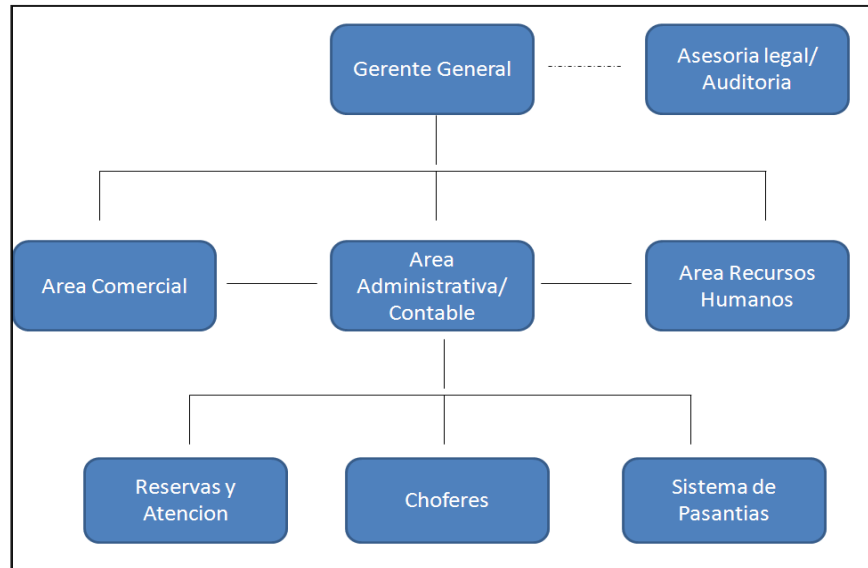 Gerente General
Asesoria legal/
Auditoria
Area Comercial
Area
Administrativa/
Contable
Area Recursos
Humanos
Reservas y
Atencion
Choferes
Sistema de
Pasantias